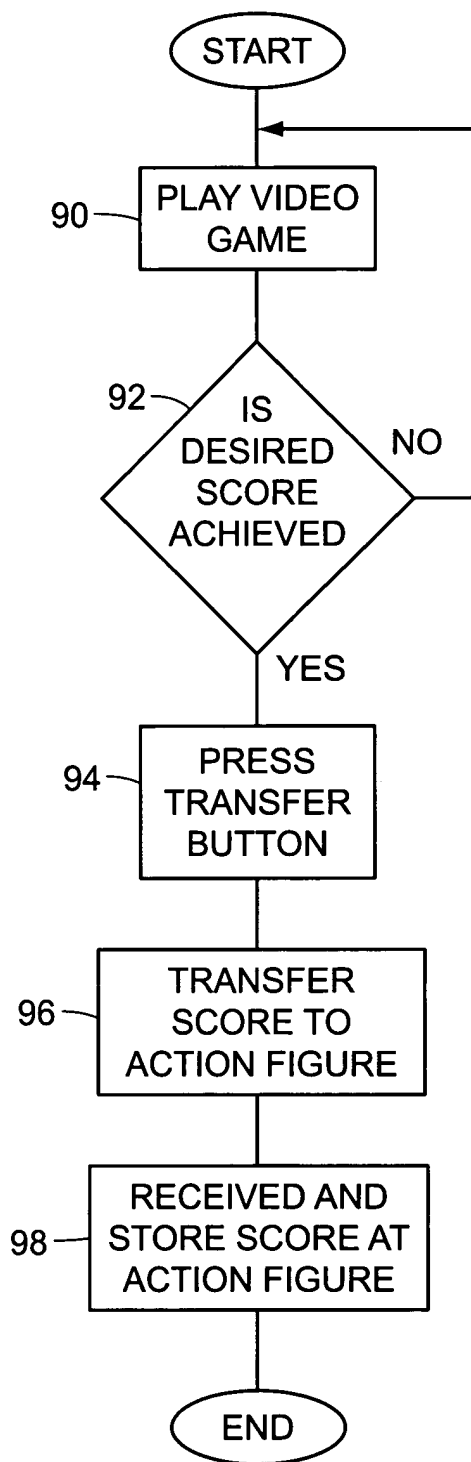 START
90
PLAY VIDEO
GAME
92
IS
DESIRED
SCORE
ACHIEVED
NO
YES
94
PRESS
TRANSFER
BUTTON
96
TRANSFER
SCORE TO
ACTION FIGURE
98
RECEIVED AND
STORE SCORE AT
ACTION FIGURE
END